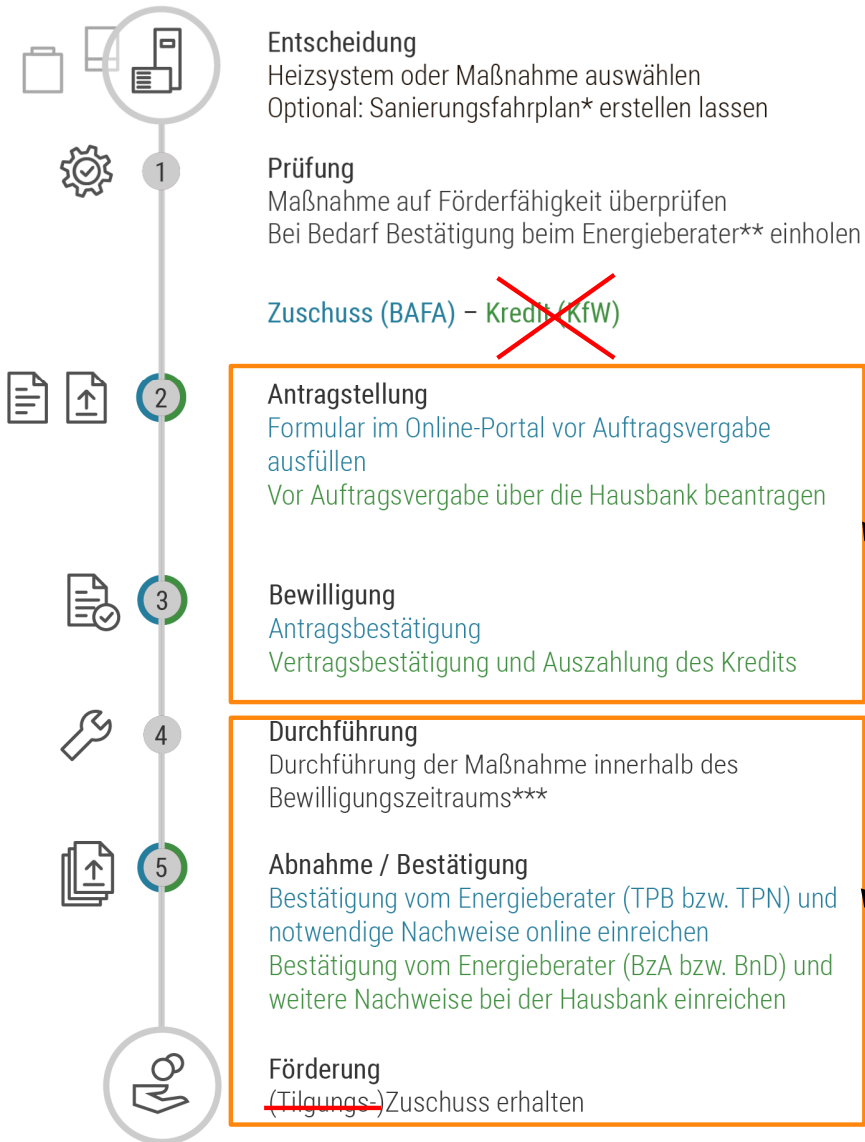 Entscheidung
Heizsystem oder Maßnahme auswählen
Optional: Sanierungsfahrplan* erstellen lassen
1
Prüfung
Maßnahme auf Förderfähigkeit überprüfen
Bei Bedarf Bestätigung beim Energieberater** einholen
Zuschuss (BAFA) – Kredit (KfW)
2
Antragstellung
Formular im Online-Portal vor Auftragsvergabe
ausfüllen
Vor Auftragsvergabe über die Hausbank beantragen
3
Bewilligung
Antragsbestätigung
Vertragsbestätigung und Auszahlung des Kredits
4
Durchführung
Durchführung der Maßnahme innerhalb des
Bewilligungszeitraums***
5
Abnahme / Bestätigung
Bestätigung vom Energieberater (TPB bzw. TPN) und
notwendige Nachweise online einreichen
Bestätigung vom Energieberater (BzA bzw. BnD) und
weitere Nachweise bei der Hausbank einreichen
Förderung
(Tilgungs-)Zuschuss erhalten